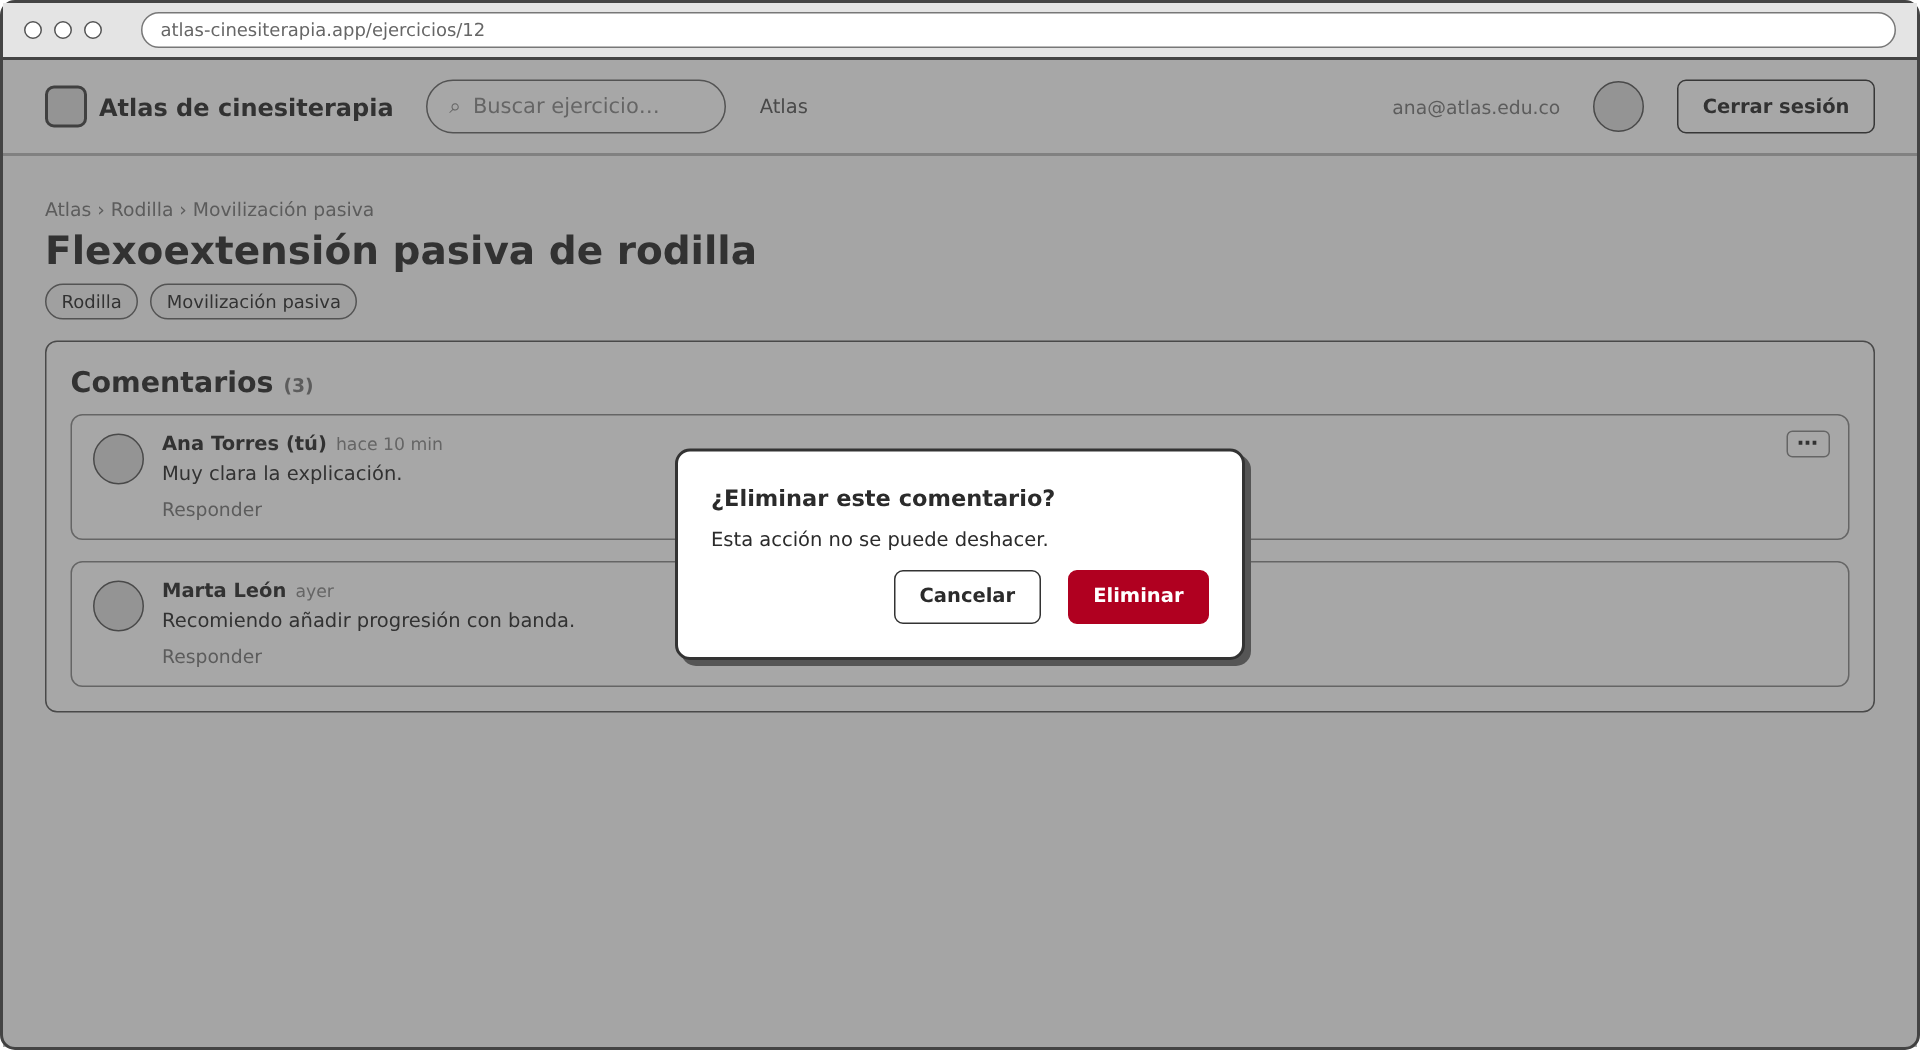 atlas-cinesiterapia.app/ejercicios/12
Atlas de cinesiterapia
Buscar ejercicio...
Atlas
ana@atlas.edu.co
Cerrar sesión
Atlas › Rodilla › Movilización pasiva
Flexoextensión pasiva de rodilla
Rodilla
Movilización pasiva
Comentarios (3)
Ana Torres (tú) hace 10 min
Muy clara la explicación.
Responder
Marta León ayer
Recomiendo añadir progresión con banda.
Responder
¿Eliminar este comentario?
Esta acción no se puede deshacer.
Cancelar
Eliminar